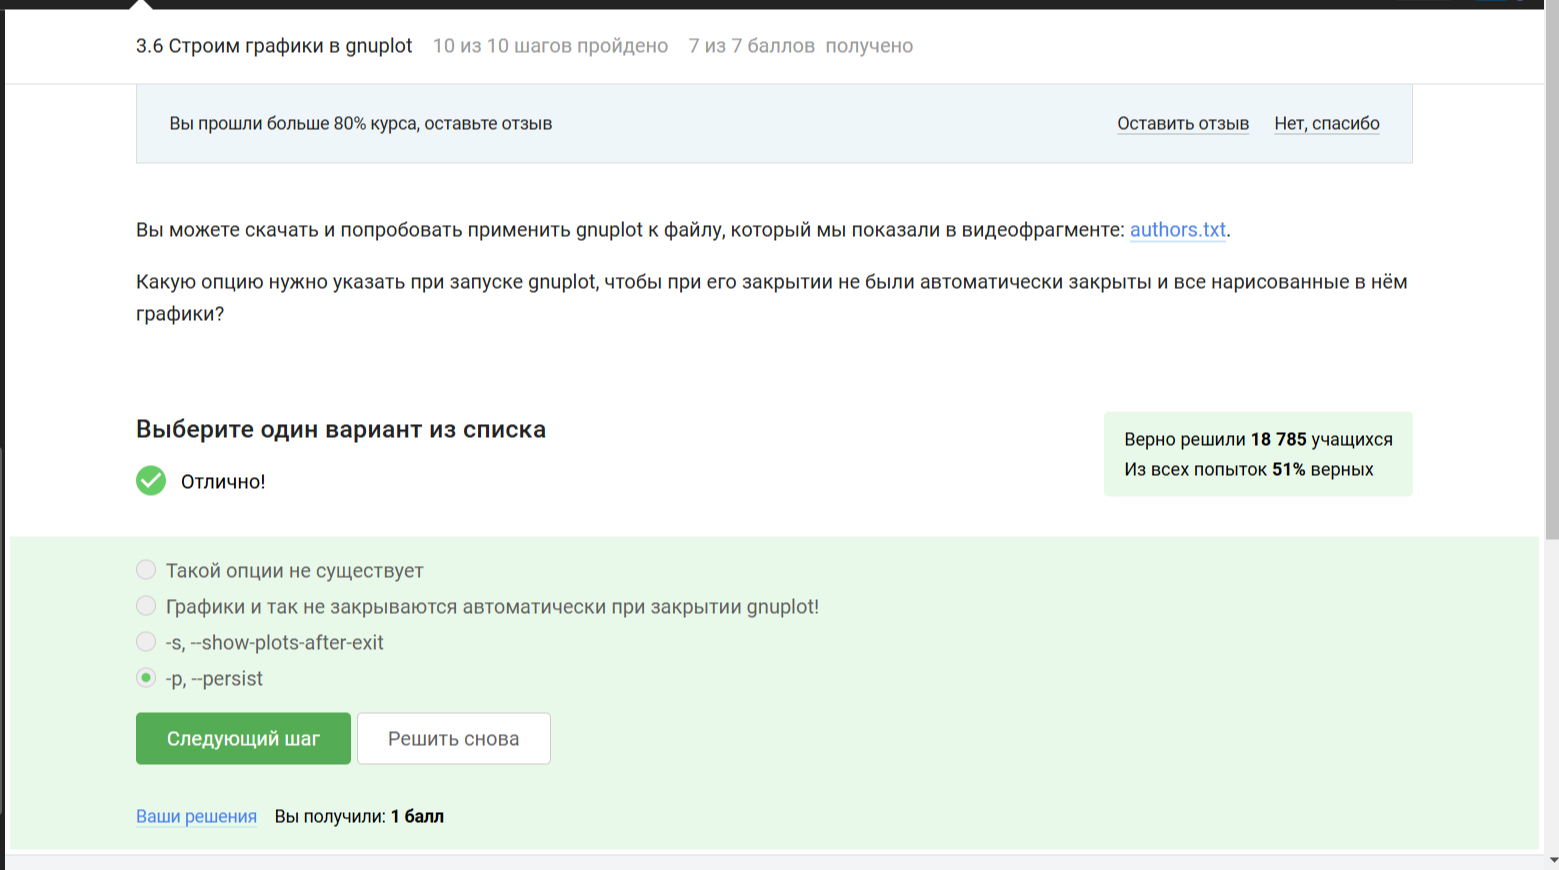 3.6 Строим графики в gnuplot 10 из 10 шагов пройдено 7 из 7 баллов получено
Вы прошли больше 80% курса, оставьте отзыв Оставить отзыв Нет, спасибо
Вы можете скачать и попробовать применить gnuplot к файлу, который мы показали в видеофрагменте: authors.txt.
Какую опцию нужно указать при запуске gnuplot, чтобы при его закрытии не были автоматически закрыты и все нарисованные в нём
графики?
Выберите один вариант из списка
Отлично!
Верно решили 18 785 учащихся
Из всех попыток 51% верных
Такой опции не существует
Графики и так не закрываются автоматически при закрытии gnuplot!
-s, --show-plots-after-exit
-p, --persist
Следующий шаг Решить снова
Ваши решения Вы получили: 1 балл